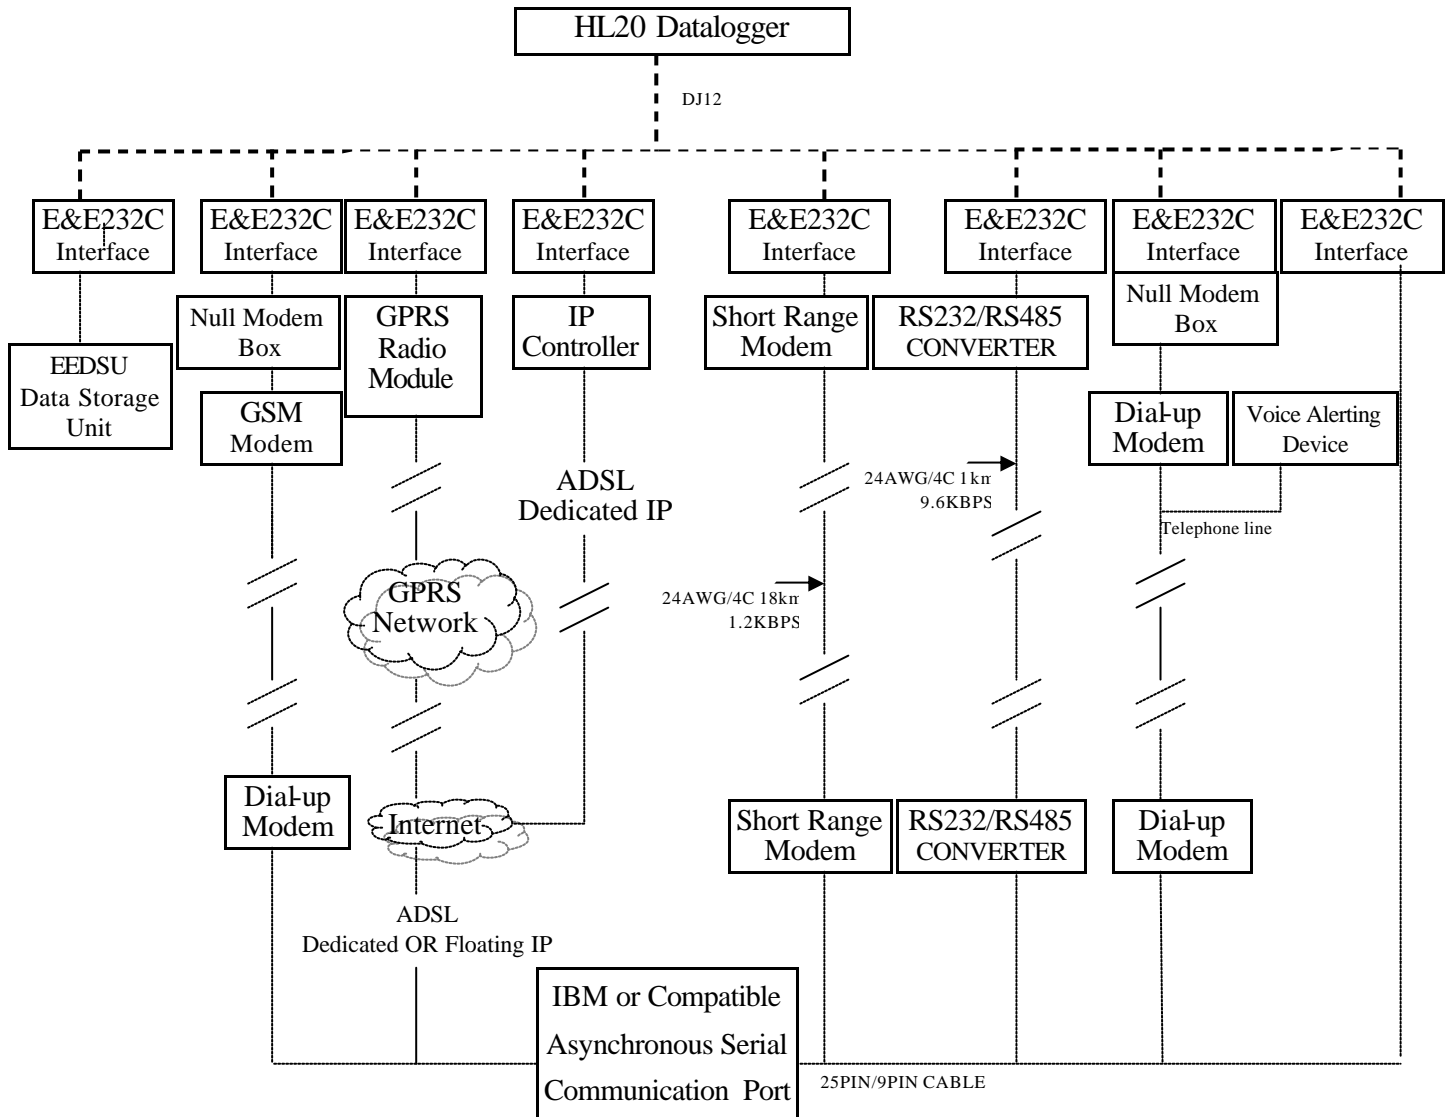 HL20 Datalogger
DJ12
E&E232C
Interface
E&E232C
Interface
E&E232C
Interface
E&E232C
Interface
E&E232C
Interface
E&E232C
Interface
E&E232C
Interface
E&E232C
Interface
EEDSU
Data Storage
Unit
Null Modem
Box
GSM
Modem
GPRS
Radio
Module
IP
Controller
Short Range
Modem
RS232/RS485
CONVERTER
Null Modem
Box
Dial-up
Modem
Voice Alerting
Device
ADSL
Dedicated IP
24AWG/4C 1km
9.6KBPS
Telephone line
GPRS
Network
24AWG/4C 18km
1.2KBPS
Dial-up
Modem
Internet
Short Range
Modem
RS232/RS485
CONVERTER
Dial-up
Modem
ADSL
Dedicated OR Floating IP
IBM or Compatible
Asynchronous Serial
Communication Port
25PIN/9PIN CABLE